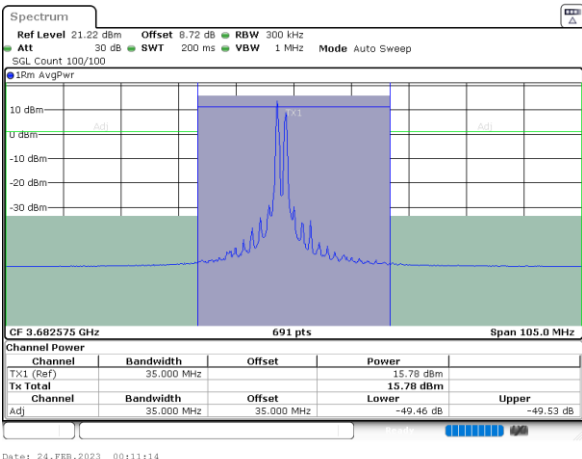 Spectrum
Ref Level 21.22 dBm Offset 8.72 dB RBW 300 kHz
Att 30 dB SWT 200 ms VBW 1 MHz Mode Auto Sweep
SGL Count 100/100
1Rm AvgPwr
10 dBm
TX1
Adj
Adj
0 dBm
-10 dBm
-20 dBm
-30 dBm
CF 3.682575 GHz 691 pts Span 105.0 MHz
Channel Power
Channel Bandwidth Offset Power
TX1 (Ref) 35.000 MHz 15.78 dBm
Tx Total 15.78 dBm
Channel Bandwidth Offset Lower Upper
Adj 35.000 MHz 35.000 MHz -49.46 dB -49.53 dB
Date: 24.FEB.2023 00:11:14